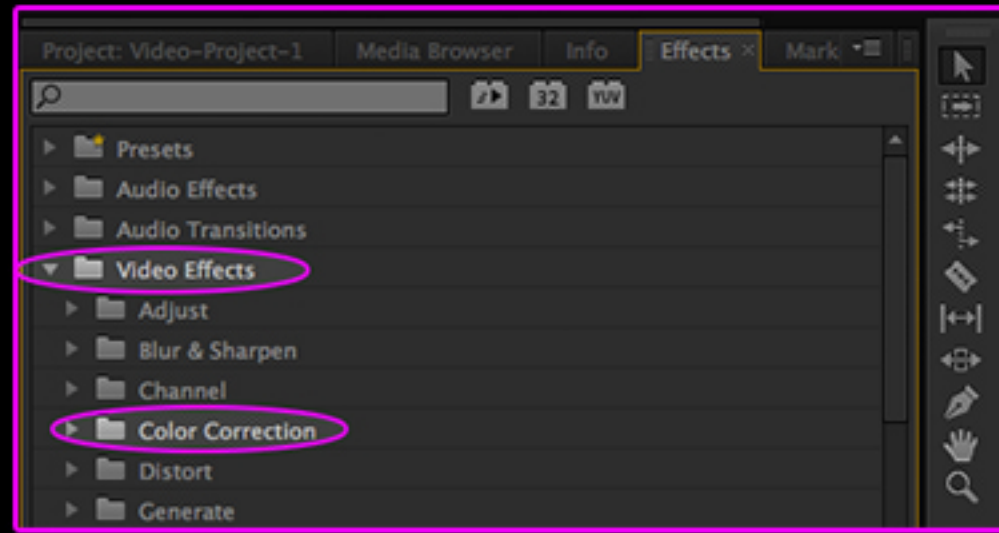 Project: Video-Project-1 Media Browser Info Effects × Mark
32 YUV
Presets
Audio Effects
Audio Transitions
Video Effects
Adjust
Blur & Sharpen
Channel
Color Correction
Distort
Generate